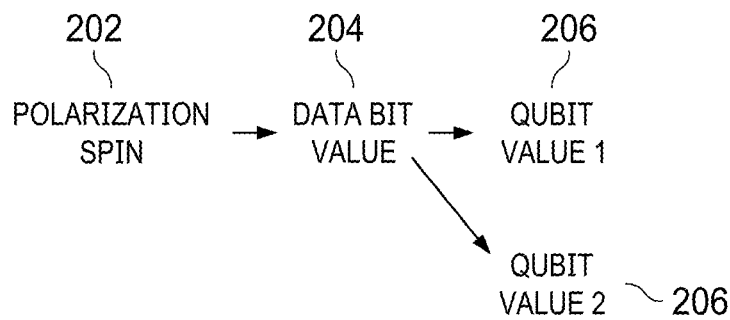 202
204
206
POLARIZATION
SPIN
DATA BIT
VALUE
QUBIT
VALUE 1
QUBIT
VALUE 2
206